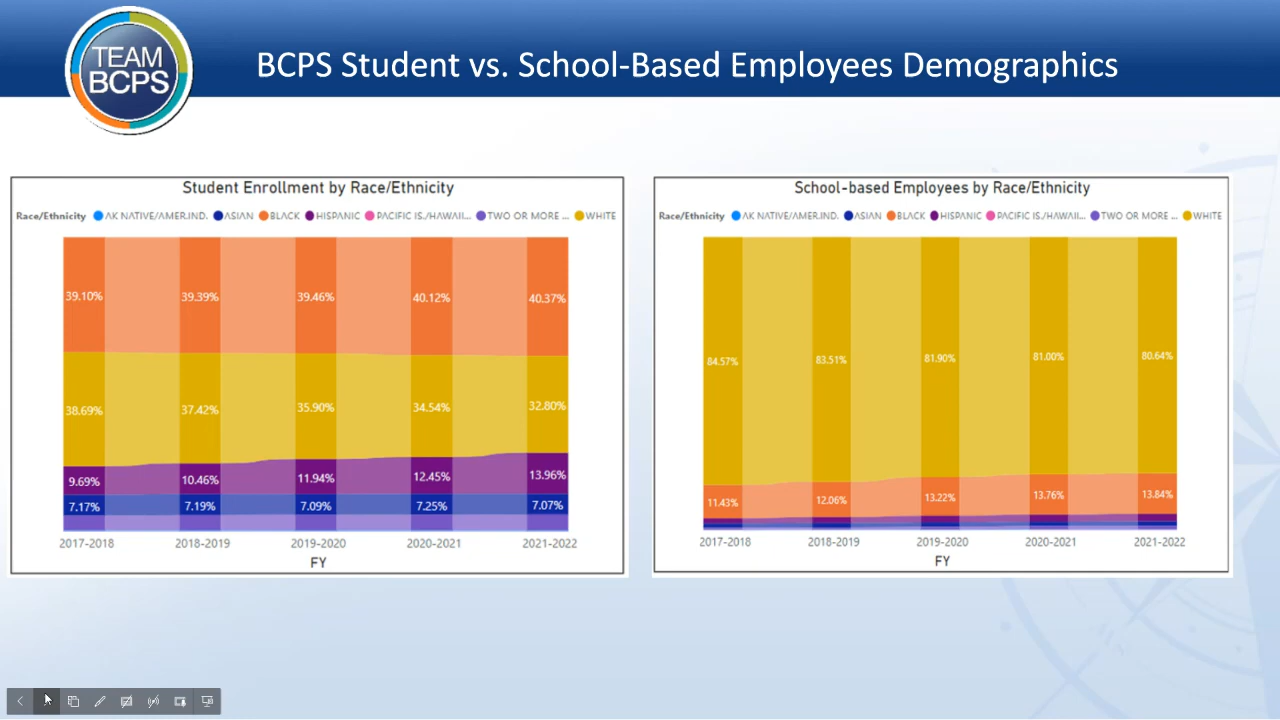 TEAM
BCPS
BCPS Student vs. School-Based Employees Demographics
Student Enrollment by Race/Ethnicity
Race/Ethnicity AK NATIVE/AMER.IND. ASIAN BLACK HISPANIC PACIFIC IS./HAWAII... TWO OR MORE ... WHITE
39.10% 39.39% 39.46% 40.12% 40.37%
38.69% 37.42% 35.90% 34.54% 32.80%
9.69% 10.46% 11.94% 12.45% 13.96%
7.17% 7.19% 7.09% 7.25% 7.07%
2017-2018 2018-2019 2019-2020 2020-2021 2021-2022
FY
School-based Employees by Race/Ethnicity
Race/Ethnicity AK NATIVE/AMER.IND. ASIAN BLACK HISPANIC PACIFIC IS./HAWAII... TWO OR MORE ... WHITE
84.57% 83.51% 81.90% 81.00% 80.64%
11.43% 12.06% 13.22% 13.76% 13.84%
2017-2018 2018-2019 2019-2020 2020-2021 2021-2022
FY